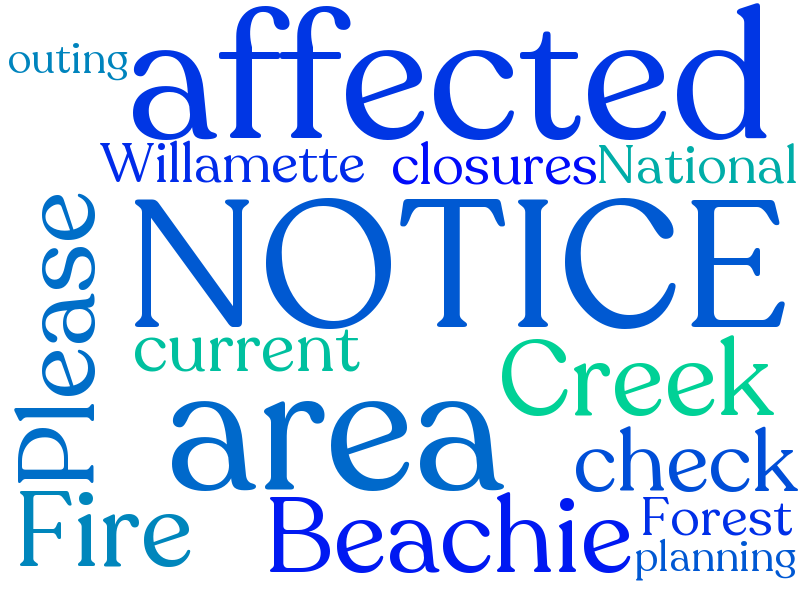 outing
affected
Willamette
closures
National
Please
NOTICE
current
Creek
area
check
Fire
Beachie
Forest
planning